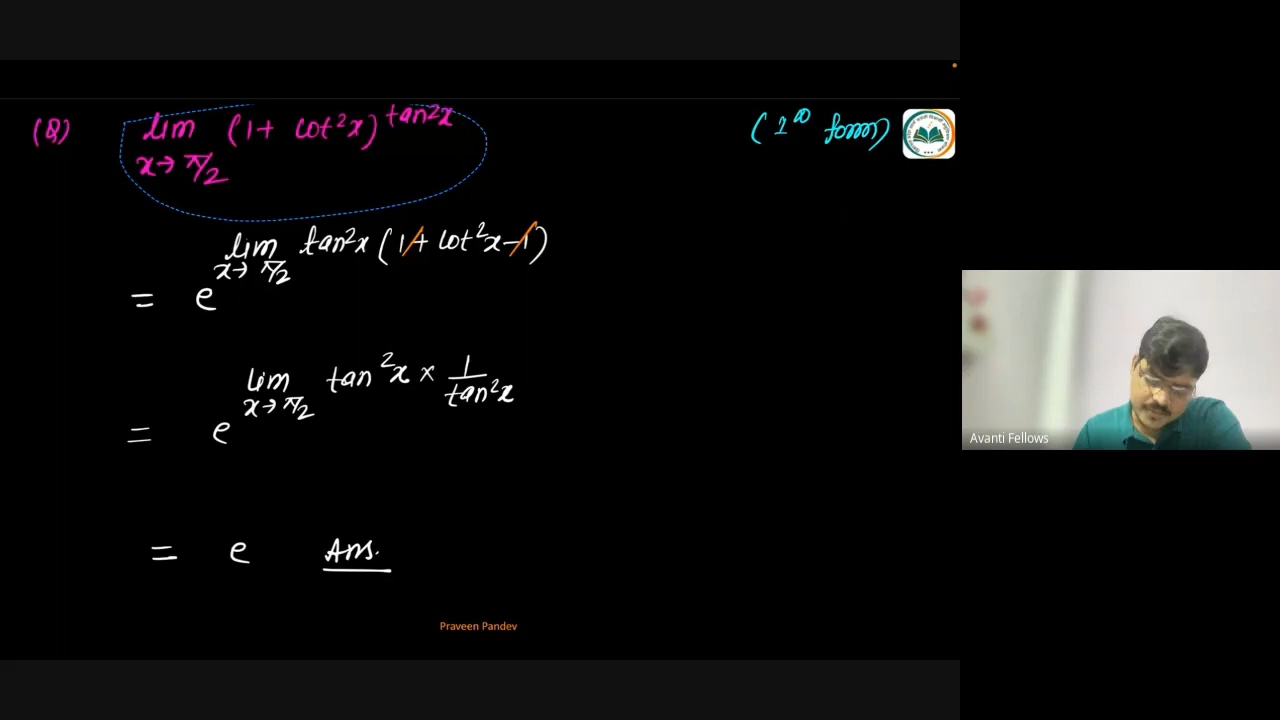 (Q) lim (1 + cot²x)^tan²x (1^∞ form)
x→π/2
lim tan²x (1 + cot²x - 1)
x→π/2
= e
lim tan²x × 1/tan²x
x→π/2
= e
= e Ans.
Avanti Fellows
Praveen Pandey